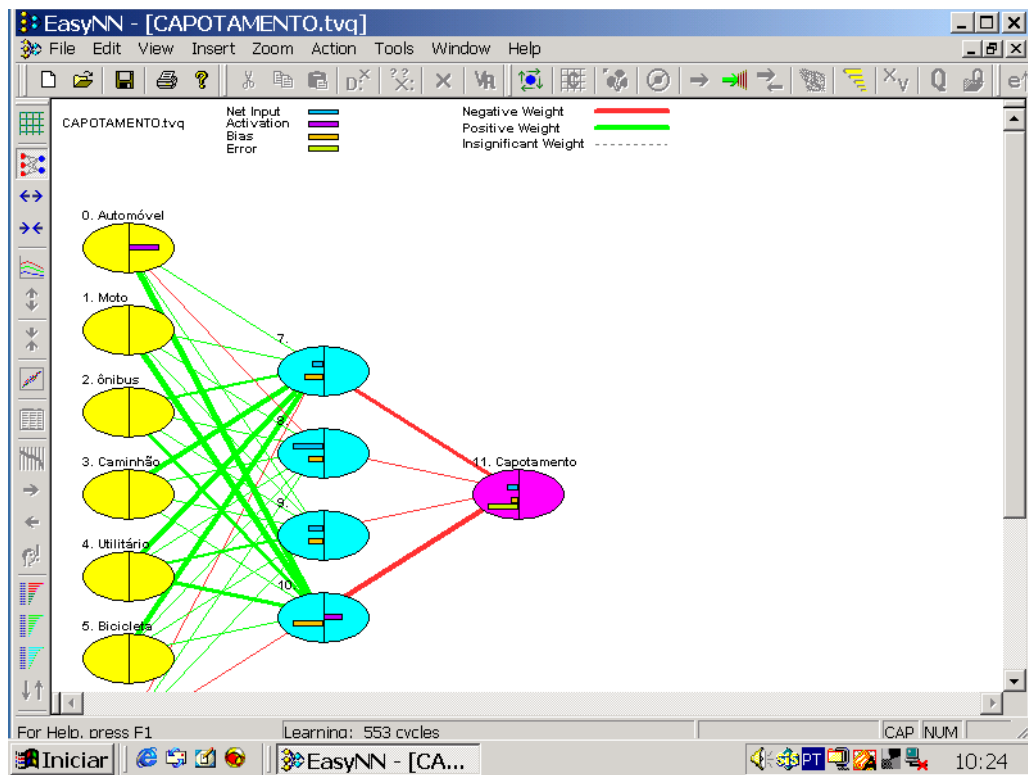 EasyNN - [CAPOTAMENTO.tvq]
File Edit View Insert Zoom Action Tools Window Help
CAPOTAMENTO.tvq
Net Input
Activation
Bias
Error
Negative Weight
Positive Weight
Insignificant Weight
0. Automóvel
1. Moto
7.
2. ônibus
8.
3. Caminhão
11. Capotamento
9.
4. Utilitário
10.
5. Bicicleta
For Help, press F1
Learning: 553 cycles
CAP NUM
Iniciar
EasyNN - [CA...
PT
10:24